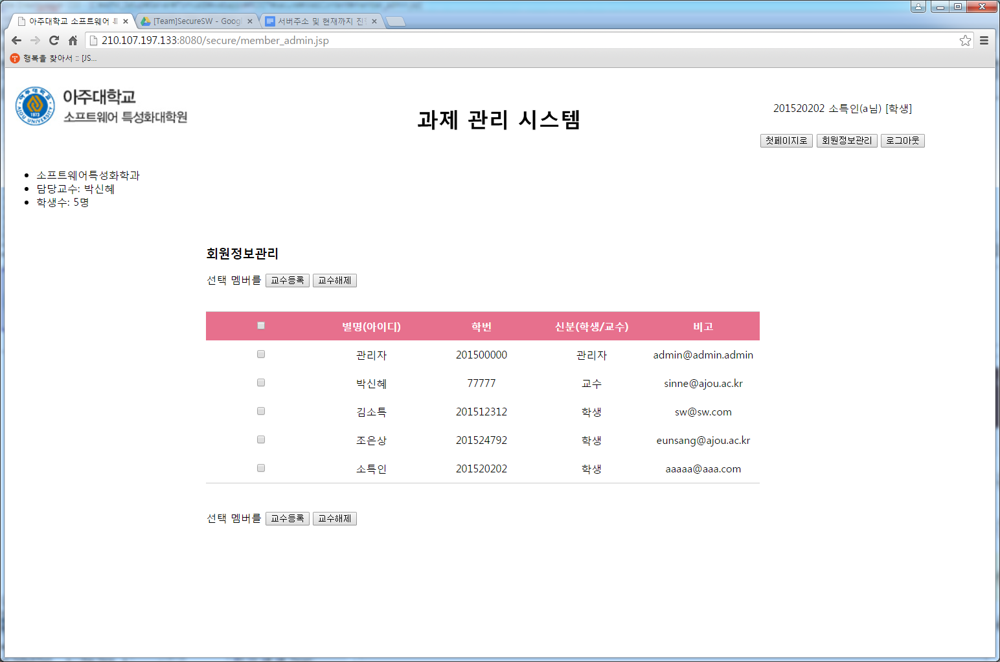 아주대학교 소프트웨어 특
[Team]SecureSW - Goog
서버주소 및 현재까지 진행
210.107.197.133:8080/secure/member_admin.jsp
행복을 찾아서 :: [JS...
아주대학교
소프트웨어 특성화대학원
AJOU UNIVERSITY
1973
과제 관리 시스템
201520202 소특인(a님) [학생]
첫페이지로 회원정보관리 로그아웃
소프트웨어특성화학과
담당교수: 박신혜
학생수: 5명
회원정보관리
선택 멤버를 교수등록 교수해제
별명(아이디) 학번 신분(학생/교수) 비고
관리자 201500000 관리자 admin@admin.admin
박신혜 77777 교수 sinne@ajou.ac.kr
김소특 201512312 학생 sw@sw.com
조은상 201524792 학생 eunsang@ajou.ac.kr
소특인 201520202 학생 aaaaa@aaa.com
선택 멤버를 교수등록 교수해제